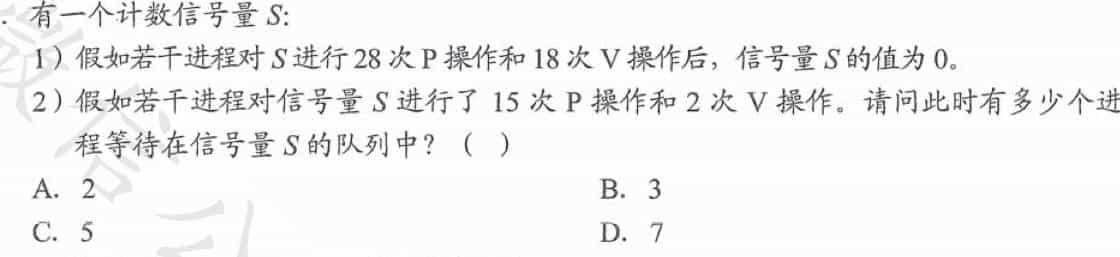 . 有一个计数信号量 S:
1）假如若干进程对 S 进行 28 次 P 操作和 18 次 V 操作后，信号量 S 的值为 0。
2）假如若干进程对信号量 S 进行了 15 次 P 操作和 2 次 V 操作。请问此时有多少个进
程等待在信号量 S 的队列中？（ ）
A. 2 B. 3
C. 5 D. 7